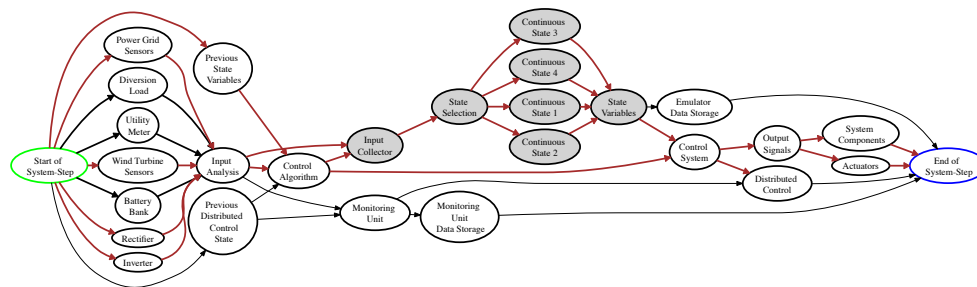 Start of
System-Step
Power Grid
Sensors
Diversion
Load
Utility
Meter
Wind Turbine
Sensors
Battery
Bank
Rectifier
Inverter
Previous
State
Variables
Input
Analysis
Previous
Distributed
Control
State
Control
Algorithm
Input
Collector
Monitoring
Unit
State
Selection
Monitoring
Unit
Data Storage
Continuous
State 3
Continuous
State 4
Continuous
State 1
Continuous
State 2
State
Variables
Emulator
Data Storage
Control
System
Output
Signals
Distributed
Control
System
Components
Actuators
End of
System-Step